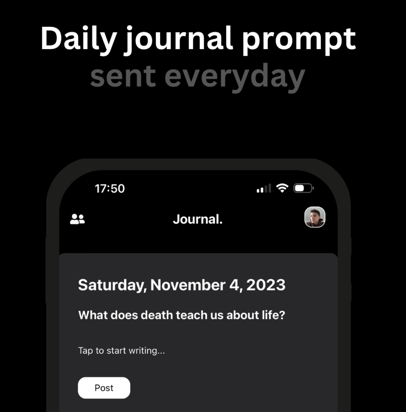 Daily journal prompt
sent everyday
17:50
Journal.
Saturday, November 4, 2023
What does death teach us about life?
Tap to start writing...
Post